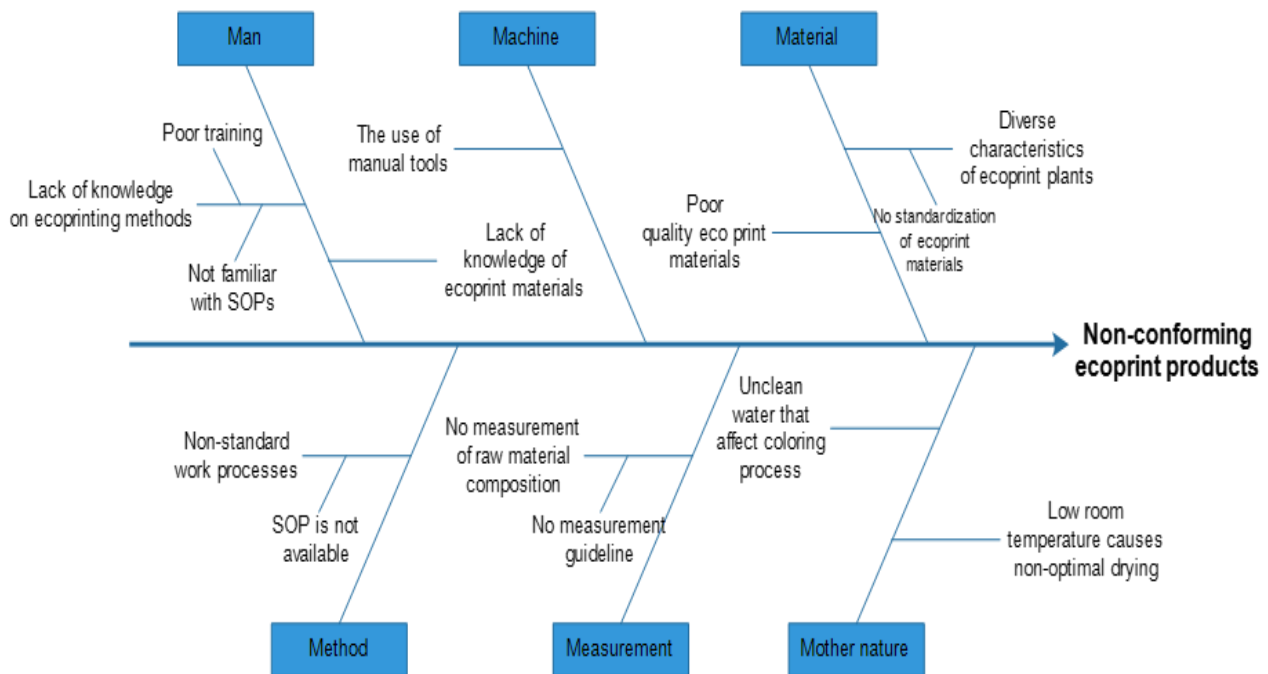 Man
Machine
Material
Poor training
Lack of knowledge
on ecoprinting methods
Not familiar
with SOPs
The use of
manual tools
Lack of
knowledge of
ecoprint materials
Poor
quality eco print
materials
Diverse
characteristics
of ecoprint plants
No standardization
of ecoprint
materials
Non-conforming
ecoprint products
Non-standard
work processes
SOP is not
available
No measurement
of raw material
composition
No measurement
guideline
Unclean
water that
affect coloring
process
Low room
temperature causes
non-optimal drying
Method
Measurement
Mother nature